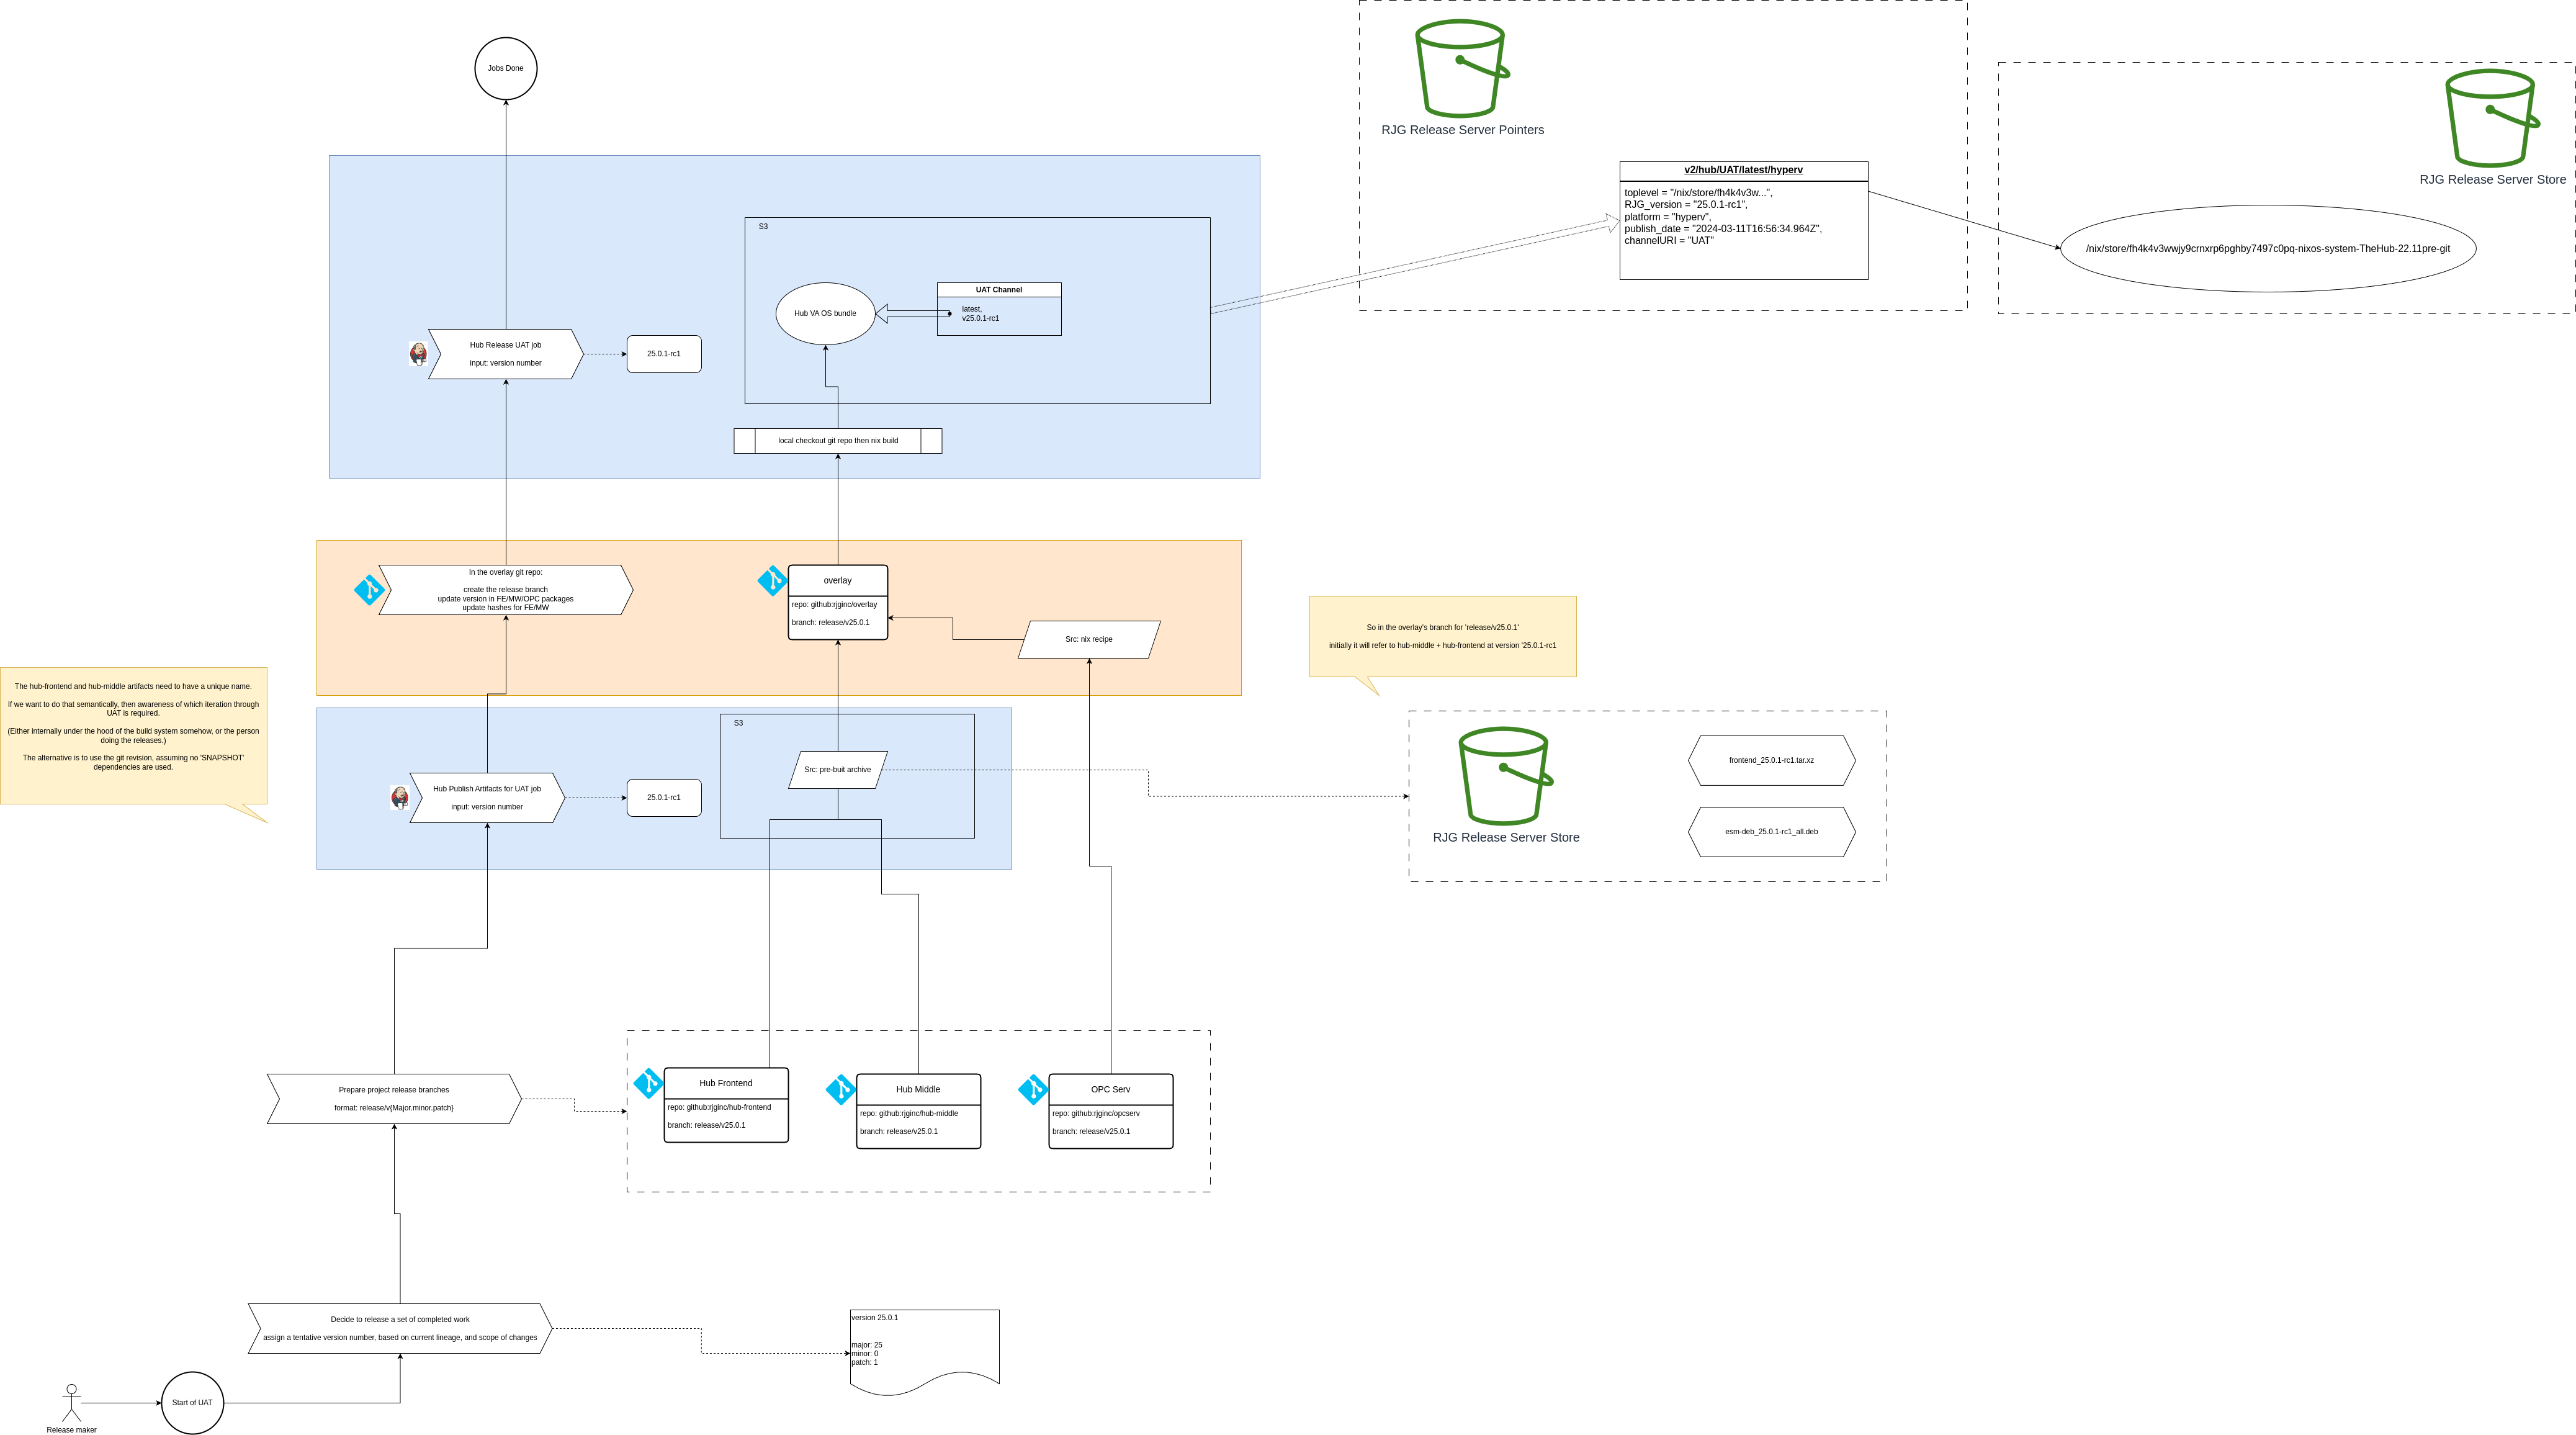 Jobs Done
RJG Release Server Pointers
v2/hub/UAT/latest/hyperv
toplevel = "/nix/store/fh4k4v3w...",
RJG_version = "25.0.1-rc1",
platform = "hyperv",
publish_date = "2024-03-11T16:56:34.964Z",
channelURI = "UAT"
RJG Release Server Store
/nix/store/fh4k4v3wwjy9crnxrp6pghby7497c0pq-nixos-system-TheHub-22.11pre-git
S3
Hub VA OS bundle
UAT Channel
latest,
v25.0.1-rc1
Hub Release UAT job
input: version number
25.0.1-rc1
local checkout git repo then nix build
In the overlay git repo:
create the release branch
update version in FE/MW/OPC packages
update hashes for FE/MW
overlay
repo: github:rjginc/overlay
branch: release/v25.0.1
Src: nix recipe
So in the overlay's branch for 'release/v25.0.1'
initially it will refer to hub-middle + hub-frontend at version '25.0.1-rc1
The hub-frontend and hub-middle artifacts need to have a unique name.
If we want to do that semantically, then awareness of which iteration through
UAT is required.
(Either internally under the hood of the build system somehow, or the person
doing the releases.)
The alternative is to use the git revision, assuming no 'SNAPSHOT'
dependencies are used.
S3
Src: pre-buit archive
Hub Publish Artifacts for UAT job
input: version number
25.0.1-rc1
RJG Release Server Store
frontend_25.0.1-rc1.tar.xz
esm-deb_25.0.1-rc1_all.deb
Prepare project release branches
format: release/v{Major.minor.patch}
Hub Frontend
repo: github:rjginc/hub-frontend
branch: release/v25.0.1
Hub Middle
repo: github:rjginc/hub-middle
branch: release/v25.0.1
OPC Serv
repo: github:rjginc/opcserv
branch: release/v25.0.1
Decide to release a set of completed work
assign a tentative version number, based on current lineage, and scope of changes
version 25.0.1
major: 25
minor: 0
patch: 1
Start of UAT
Release maker